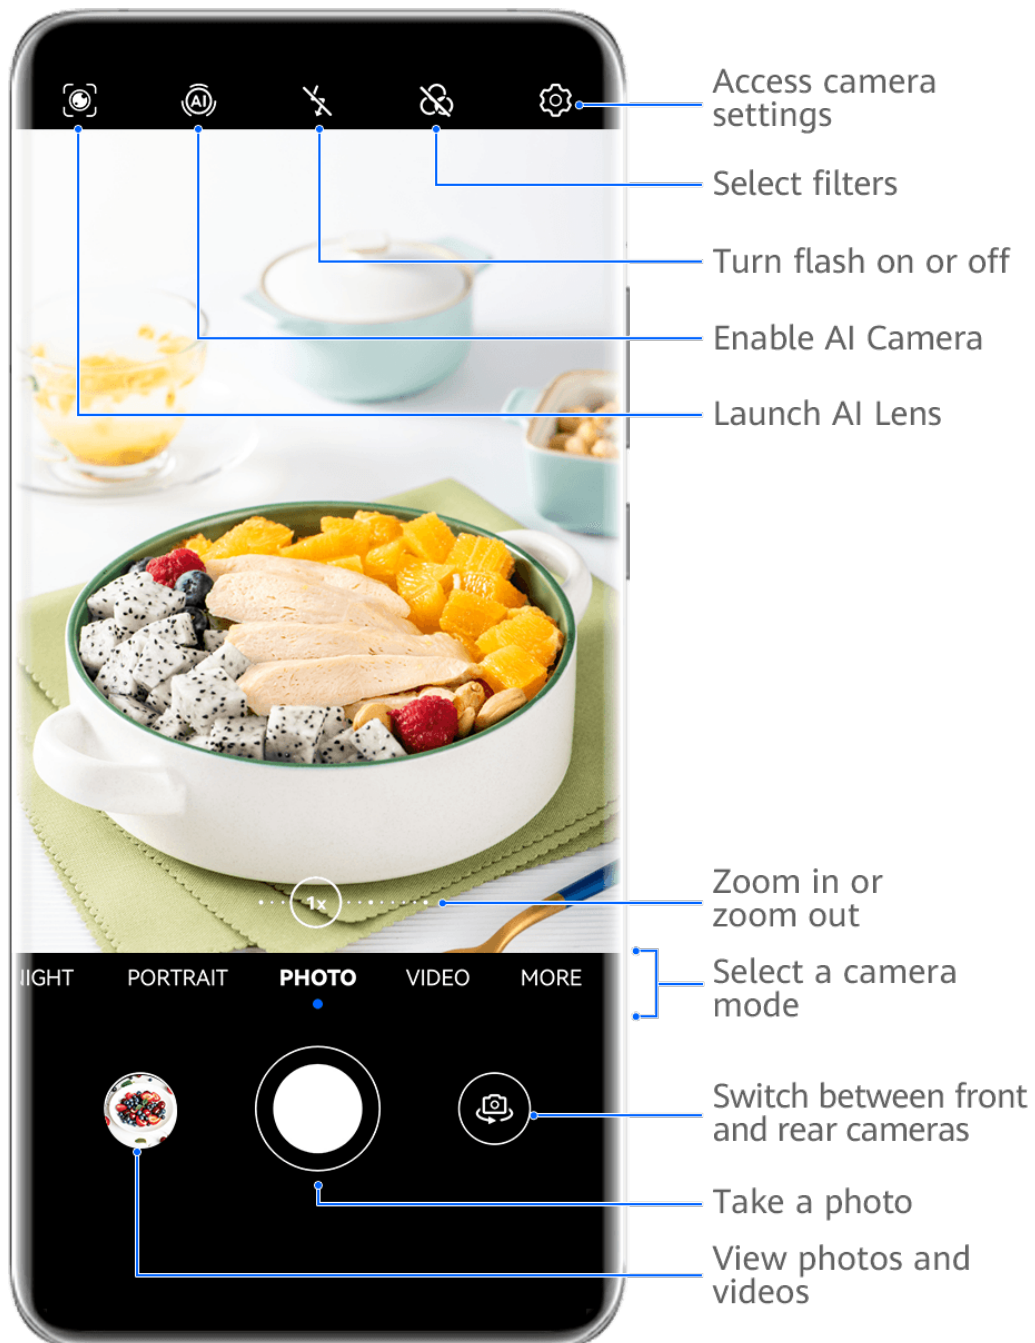 Access camera
settings
AI
Select filters
Turn flash on or off
Enable AI Camera
Launch AI Lens
Zoom in or
zoom out
1x
NIGHT PORTRAIT PHOTO VIDEO MORE
Select a camera
mode
Switch between front
and rear cameras
Take a photo
View photos and
videos